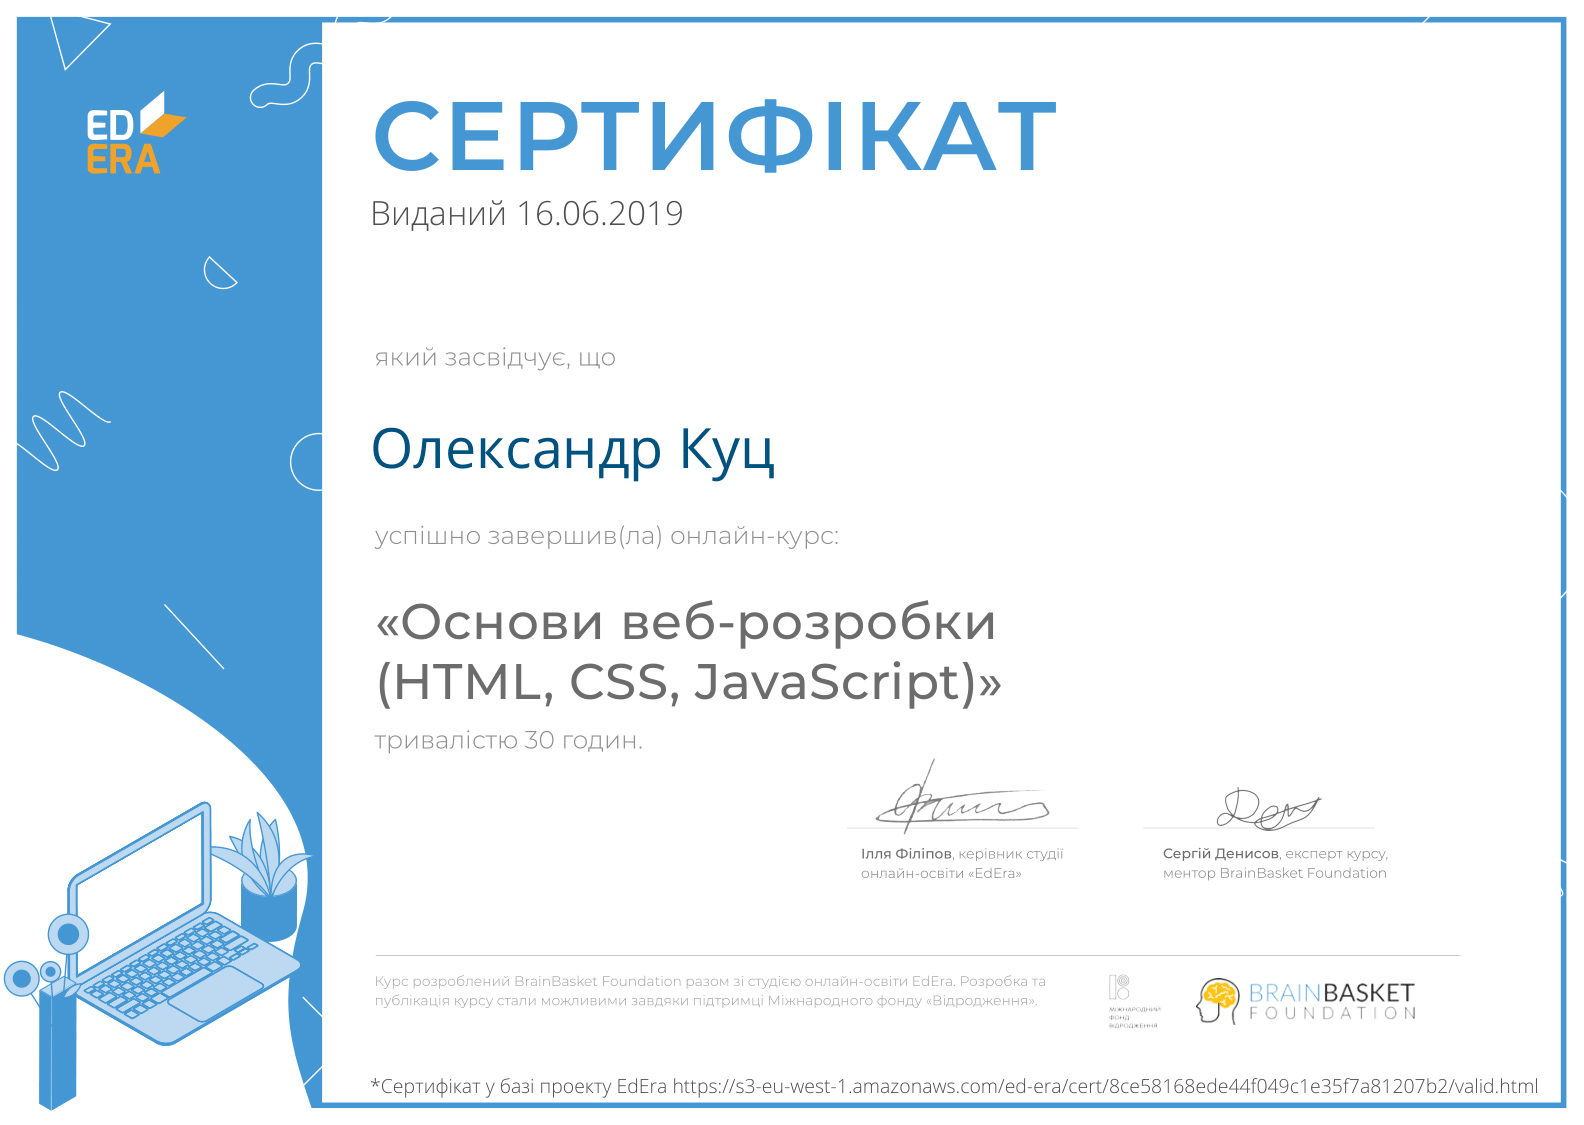 ED
ERA
СЕРТИФІКАТ
Виданий 16.06.2019
який засвідчує, що
Олександр Куц
успішно завершив(ла) онлайн-курс:
«Основи веб-розробки
(HTML, CSS, JavaScript)»
тривалістю 30 годин.
Ілля Філіпов, керівник студії
онлайн-освіти «EdEra»
Сергій Денисов, експерт курсу,
ментор BrainBasket Foundation
Курс розроблений BrainBasket Foundation разом зі студією онлайн-освіти EdEra. Розробка та
публікація курсу стали можливими завдяки підтримці Міжнародного фонду «Відродження».
МІЖНАРОДНИЙ
ФОНД
ВІДРОДЖЕННЯ
BRAINBASKET
FOUNDATION
*Сертифікат у базі проекту EdEra https://s3-eu-west-1.amazonaws.com/ed-era/cert/8ce58168ede44f049c1e35f7a81207b2/valid.html